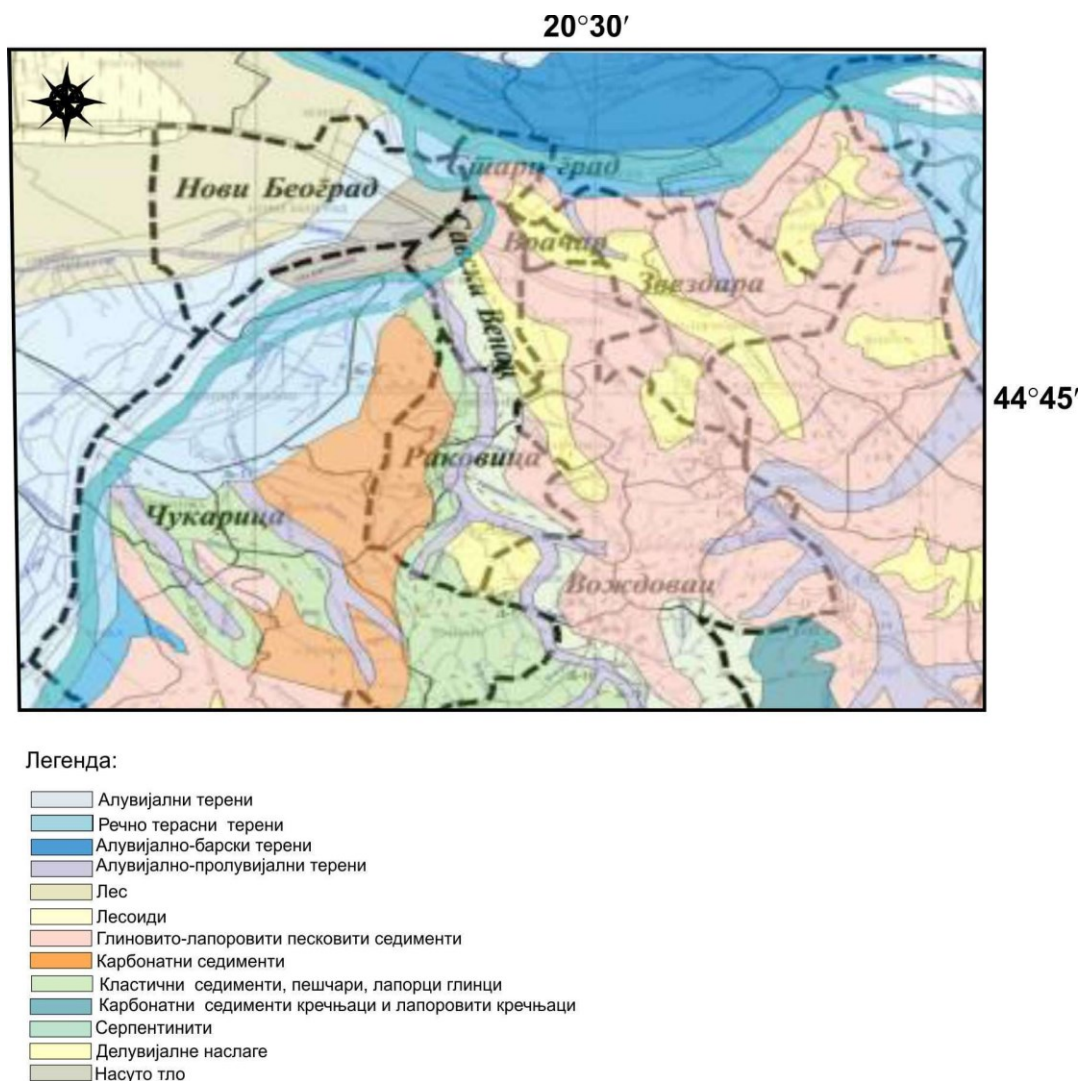 20°30′
Стари град
Нови Београд
Врачар
Савски Венац
Звездара
44°45′
Раковица
Чукарица
Вождовац
Легенда:
Алувијални терени
Речно терасни терени
Алувијално-барски терени
Алувијално-пролувијални терени
Лес
Лесоиди
Глиновито-лапоровити песковити седименти
Карбонатни седименти
Кластични седименти, пешчари, лапорци глинци
Карбонатни седименти кречњаци и лапоровити кречњаци
Серпентинити
Делувијалне наслаге
Насуто тло